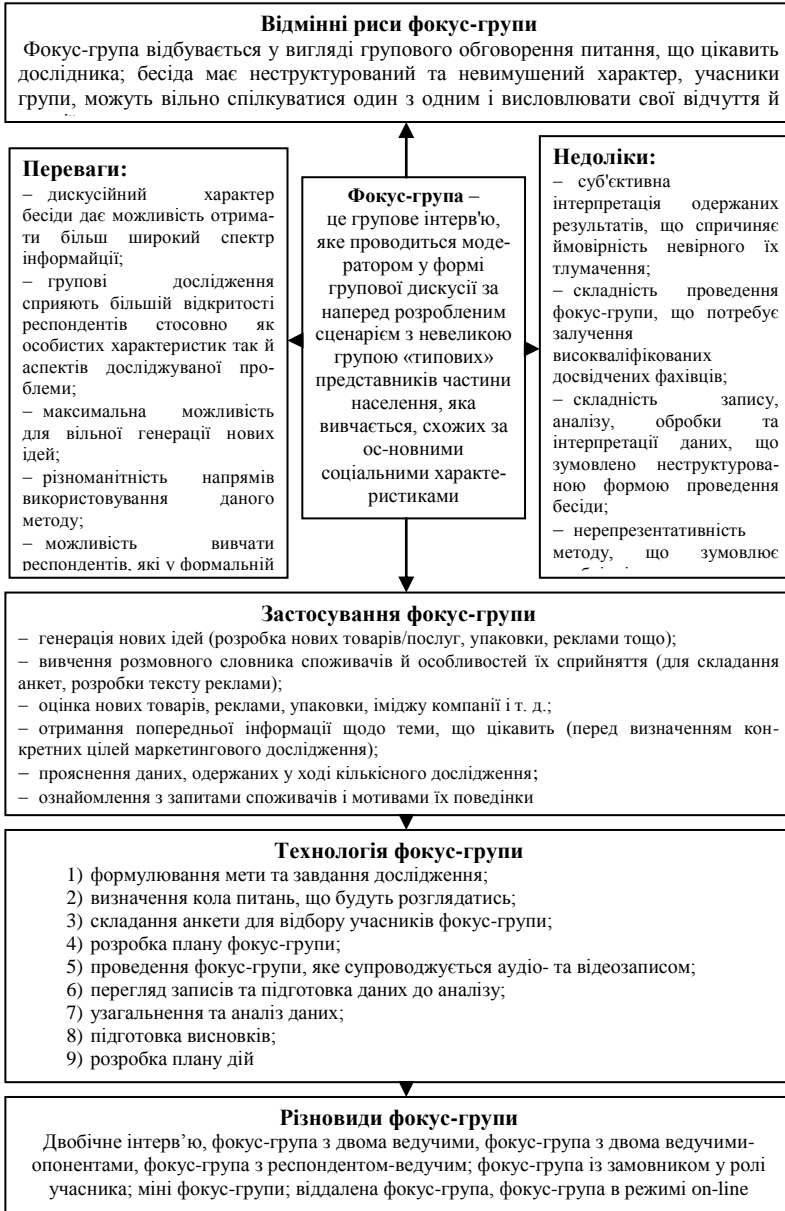 Відмінні риси фокус-групи
Фокус-група відбувається у вигляді групового обговорення питання, що цікавить
дослідника; бесіда має неструктурований та невимушений характер, учасники
групи, можуть вільно спілкуватися один з одним і висловлювати свої відчуття й
Переваги:
– дискусійний характер
бесіди дає можливість отрима-
ти більш широкий спектр
інформайції;
– групові дослідження
сприяють більшій відкритості
респондентів стосовно як
особистих характеристик так й
аспектів досліджуваної про-
блеми;
– максимальна можливість
для вільної генерації нових
ідей;
– різноманітність напрямів
використовування даного
методу;
– можливість вивчати
респондентів, які у формальній
Фокус-група –
це групове інтерв'ю,
яке проводиться моде-
ратором у формі
групової дискусії за
наперед розробленим
сценарієм з невеликою
групою «типових»
представників частини
населення, яка
вивчається, схожих за
ос-новними
соціальними характе-
ристиками
Недоліки:
– суб'єктивна
інтерпретація одержаних
результатів, що спричиняє
ймовірність невірного їх
тлумачення;
– складність проведення
фокус-групи, що потребує
залучення
висококваліфікованих
досвідчених фахівців;
– складність запису,
аналізу, обробки та
інтерпретації даних, що
зумовлено неструктурова-
ною формою проведення
бесіди;
– нерепрезентативність
методу, що зумовлює
Застосування фокус-групи
– генерація нових ідей (розробка нових товарів/послуг, упаковки, реклами тощо);
– вивчення розмовного словника споживачів й особливостей їх сприйняття (для складання
анкет, розробки тексту реклами);
– оцінка нових товарів, реклами, упаковки, іміджу компанії і т. д.;
– отримання попередньої інформації щодо теми, що цікавить (перед визначенням кон-
кретних цілей маркетингового дослідження);
– прояснення даних, одержаних у ході кількісного дослідження;
– ознайомлення з запитами споживачів і мотивами їх поведінки
Технологія фокус-групи
1) формулювання мети та завдання дослідження;
2) визначення кола питань, що будуть розглядатись;
3) складання анкети для відбору учасників фокус-групи;
4) розробка плану фокус-групи;
5) проведення фокус-групи, яке супроводжується аудіо- та відеозаписом;
6) перегляд записів та підготовка даних до аналізу;
7) узагальнення та аналіз даних;
8) підготовка висновків;
9) розробка плану дій
Різновиди фокус-групи
Двобічне інтерв’ю, фокус-група з двома ведучими, фокус-група з двома ведучими-
опонентами, фокус-група з респондентом-ведучим; фокус-група із замовником у ролі
учасника; міні фокус-групи; віддалена фокус-група, фокус-група в режимі on-line